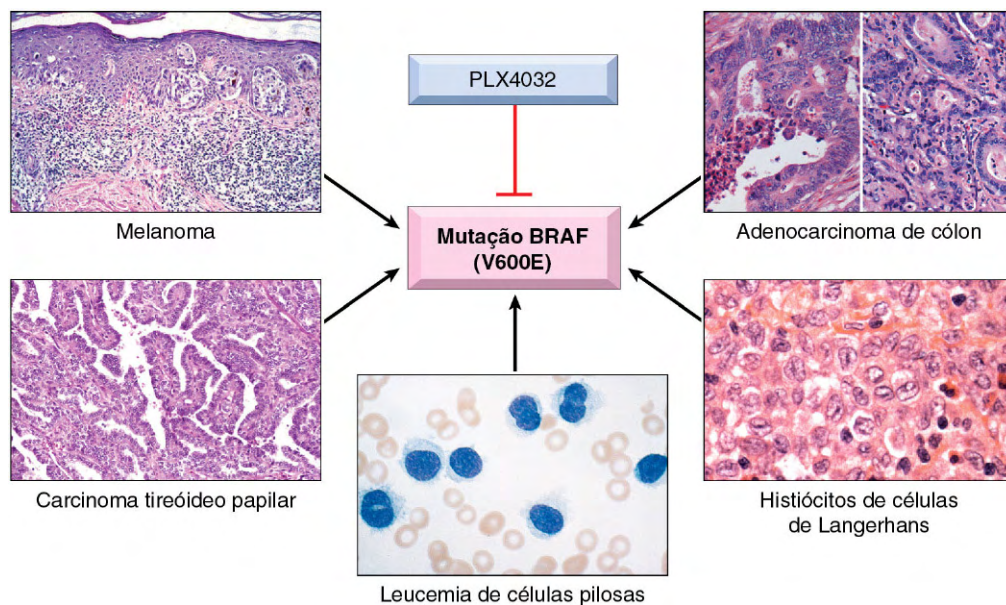 PLX4032
Mutação BRAF
(V600E)
Melanoma
Adenocarcinoma de cólon
Carcinoma tireóideo papilar
Histiócitos de células
de Langerhans
Leucemia de células pilosas